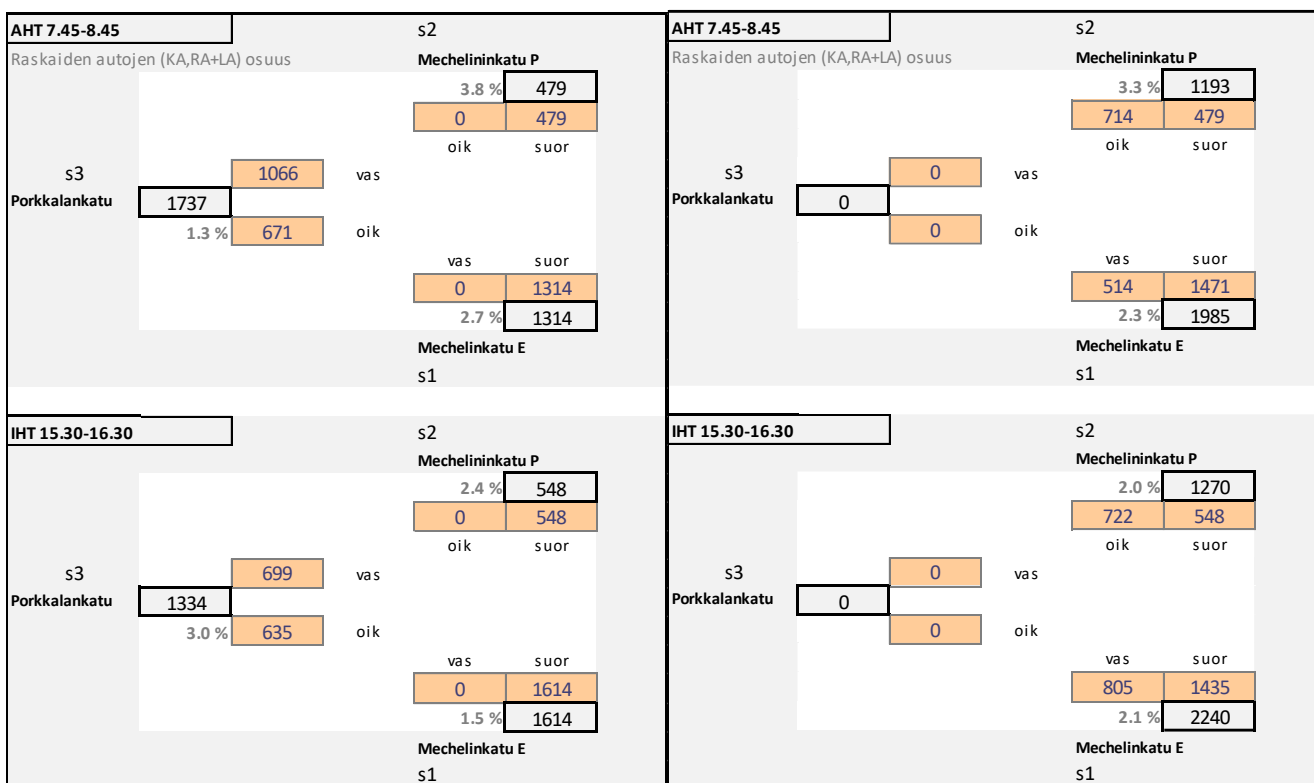 AHT 7.45-8.45
s2
Raskaiden autojen (KA,RA+LA) osuus
Mechelininkatu P
3.8 % 479
0 479
oik suor
s3
1066 vas
Porkkalankatu 1737
1.3 % 671 oik
vas suor
0 1314
2.7 % 1314
Mechelinkatu E
s1
AHT 7.45-8.45
s2
Raskaiden autojen (KA,RA+LA) osuus
Mechelininkatu P
3.3 % 1193
714 479
oik suor
s3
0 vas
Porkkalankatu 0
0 oik
vas suor
514 1471
2.3 % 1985
Mechelinkatu E
s1
IHT 15.30-16.30
s2
Mechelininkatu P
2.4 % 548
0 548
oik suor
s3
699 vas
Porkkalankatu 1334
3.0 % 635 oik
vas suor
0 1614
1.5 % 1614
Mechelinkatu E
s1
IHT 15.30-16.30
s2
Mechelininkatu P
2.0 % 1270
722 548
oik suor
s3
0 vas
Porkkalankatu 0
0 oik
vas suor
805 1435
2.1 % 2240
Mechelinkatu E
s1